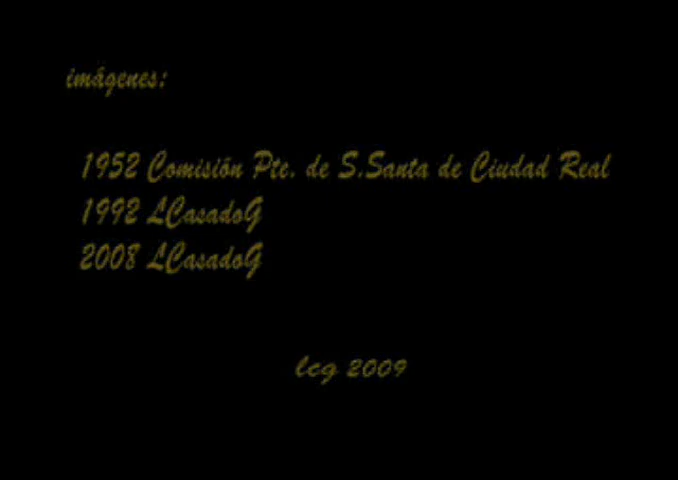 imágenes:
1952 Comisión Pte. de S.Santa de Ciudad Real
1992 LCasadoG
2008 LCasadoG
lcg 2009